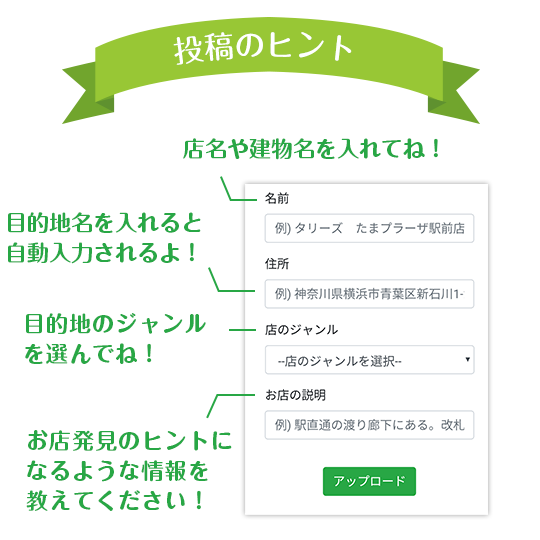 投稿のヒント
店名や建物名を入れてね！
名前
例) タリーズ　たまプラーザ駅前店
目的地名を入れると
自動入力されるよ！
住所
例) 神奈川県横浜市青葉区新石川1-
目的地のジャンル
を選んでね！
店のジャンル
--店のジャンルを選択--
お店の説明
例) 駅直通の渡り廊下にある。改札
お店発見のヒントに
なるような情報を
教えてください！
アップロード